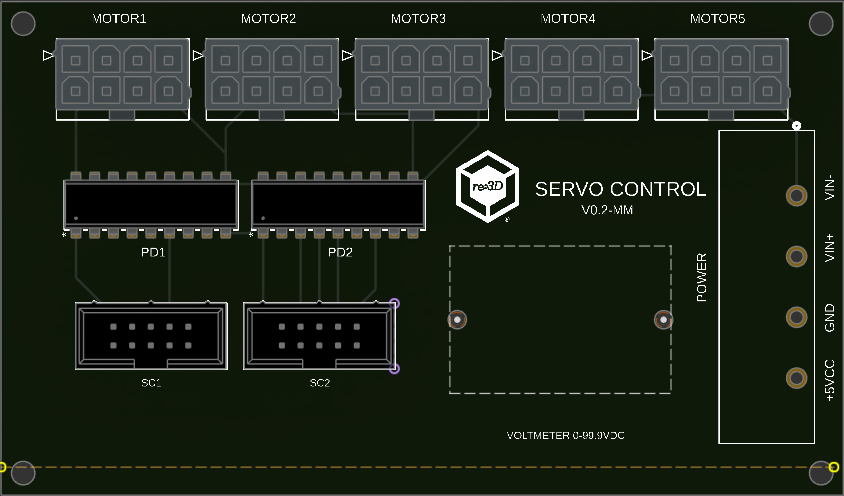 MOTOR1
MOTOR2
MOTOR3
MOTOR4
MOTOR5
re:3D
®
SERVO CONTROL
V0.2-MM
VIN-
VIN+
GND
+5VCC
POWER
*
PD1
*
PD2
SC1
SC2
VOLTMETER 0-99.9VDC